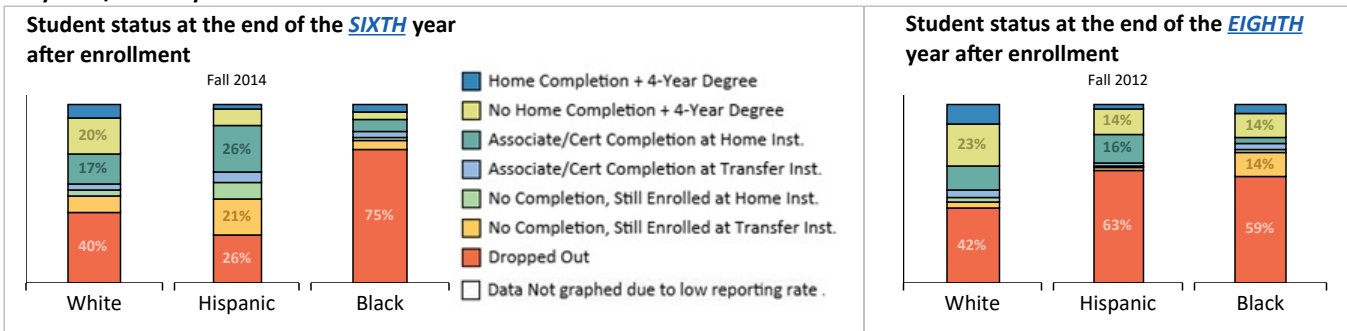 Student status at the end of the SIXTH year
after enrollment
Fall 2014
20%
17%
40%
26%
21%
26%
75%
White
Hispanic
Black
Home Completion + 4-Year Degree
No Home Completion + 4-Year Degree
Associate/Cert Completion at Home Inst.
Associate/Cert Completion at Transfer Inst.
No Completion, Still Enrolled at Home Inst.
No Completion, Still Enrolled at Transfer Inst.
Dropped Out
Data Not graphed due to low reporting rate .
Student status at the end of the EIGHTH
year after enrollment
Fall 2012
23%
42%
14%
16%
63%
14%
14%
59%
White
Hispanic
Black